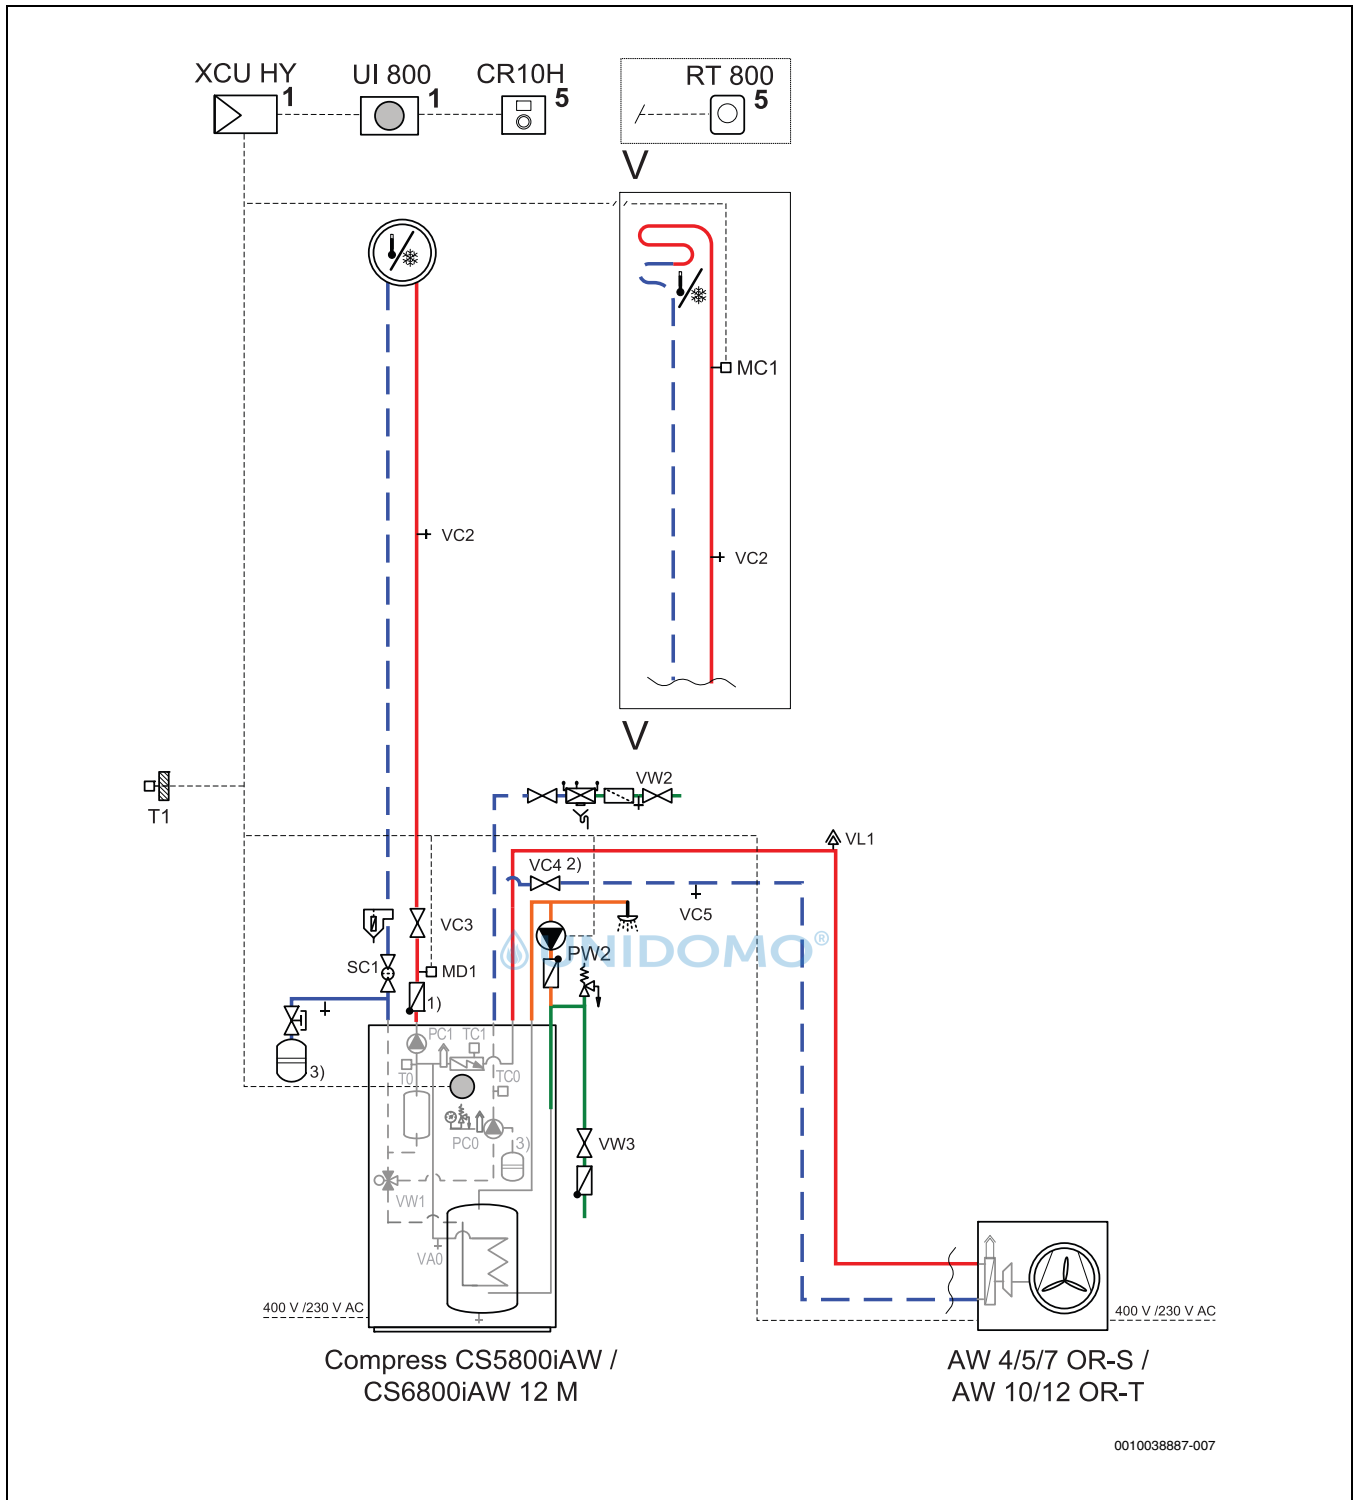 XCU HY
1
UI 800
1
CR10H
5
RT 800
5
V
MC1
VC2
VC2
V
T1
VW2
VL1
VC4 2)
VC5
VC3
UNIDOMO®
PW2
SC1
MD1
1)
3)
PC1
TC1
T0
TC0
PC0
3)
VW3
VW1
VA0
400 V /230 V AC
400 V /230 V AC
Compress CS5800iAW /
CS6800iAW 12 M
AW 4/5/7 OR-S /
AW 10/12 OR-T
0010038887-007